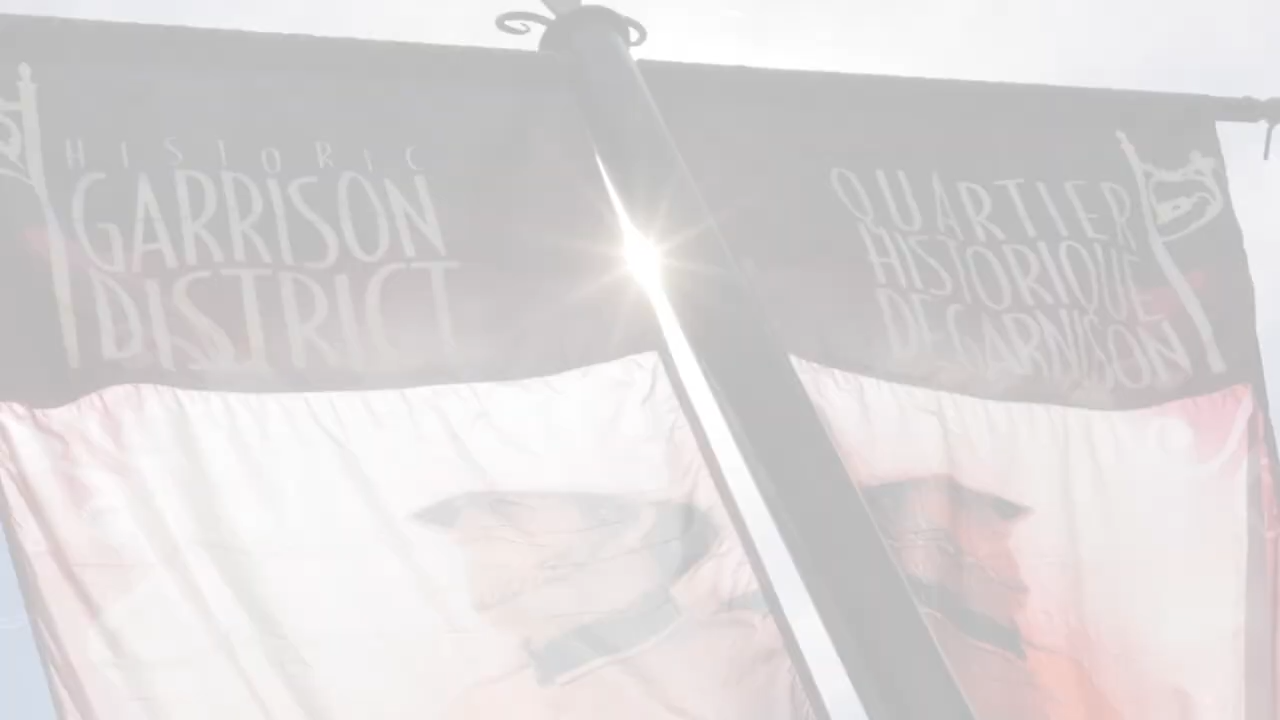 HISTORIC
GARRISON
DISTRICT
QUARTIER
HISTORIQUE
DE GARNISON